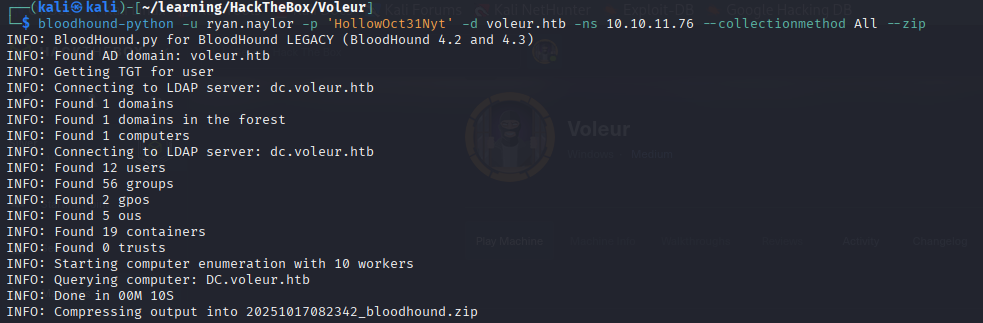 (kali㉿kali)-[~/learning/HackTheBox/Voleur]
$ bloodhound-python -u ryan.naylor -p 'HollowOct31Nyt' -d voleur.htb -ns 10.10.11.76 --collectionmethod All --zip
INFO: BloodHound.py for BloodHound LEGACY (BloodHound 4.2 and 4.3)
INFO: Found AD domain: voleur.htb
INFO: Getting TGT for user
INFO: Connecting to LDAP server: dc.voleur.htb
INFO: Found 1 domains
INFO: Found 1 domains in the forest
INFO: Found 1 computers
INFO: Connecting to LDAP server: dc.voleur.htb
INFO: Found 12 users
INFO: Found 56 groups
INFO: Found 2 gpos
INFO: Found 5 ous
INFO: Found 19 containers
INFO: Found 0 trusts
INFO: Starting computer enumeration with 10 workers
INFO: Querying computer: DC.voleur.htb
INFO: Done in 00M 10S
INFO: Compressing output into 20251017082342_bloodhound.zip
Voleur
Play Machine